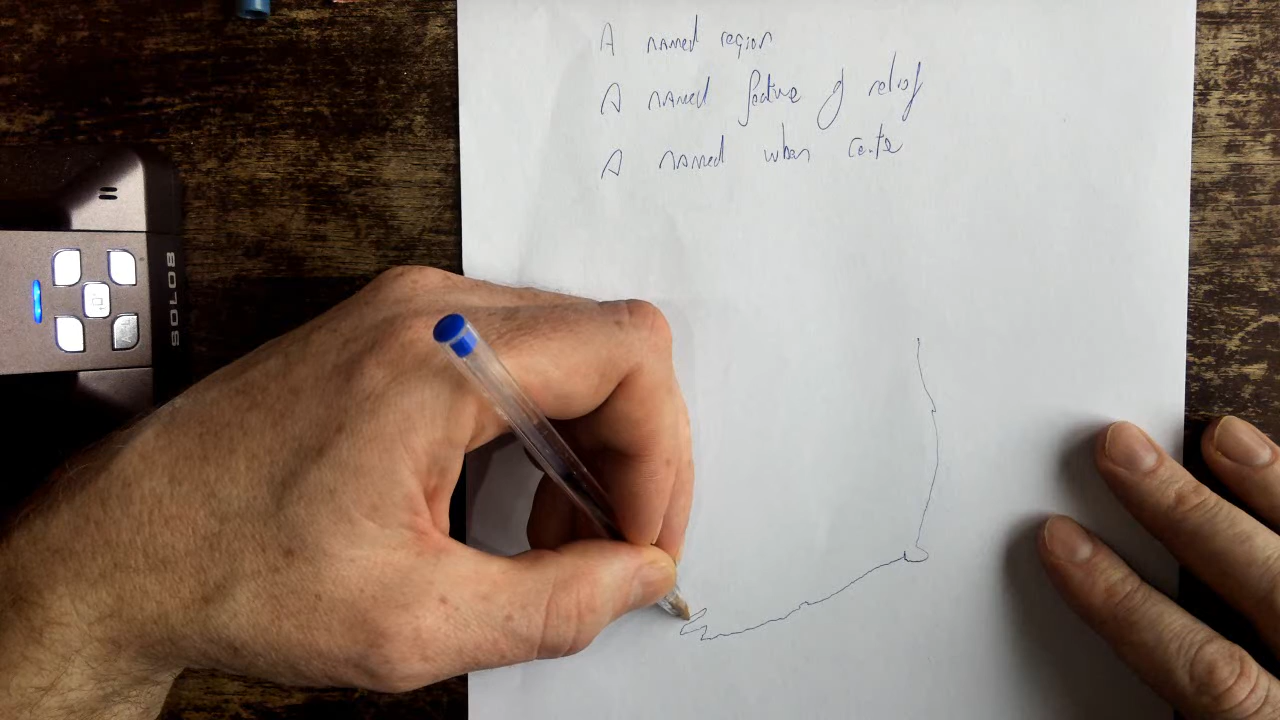 A named region
A named feature of relief
A named urban centre
SOLO8